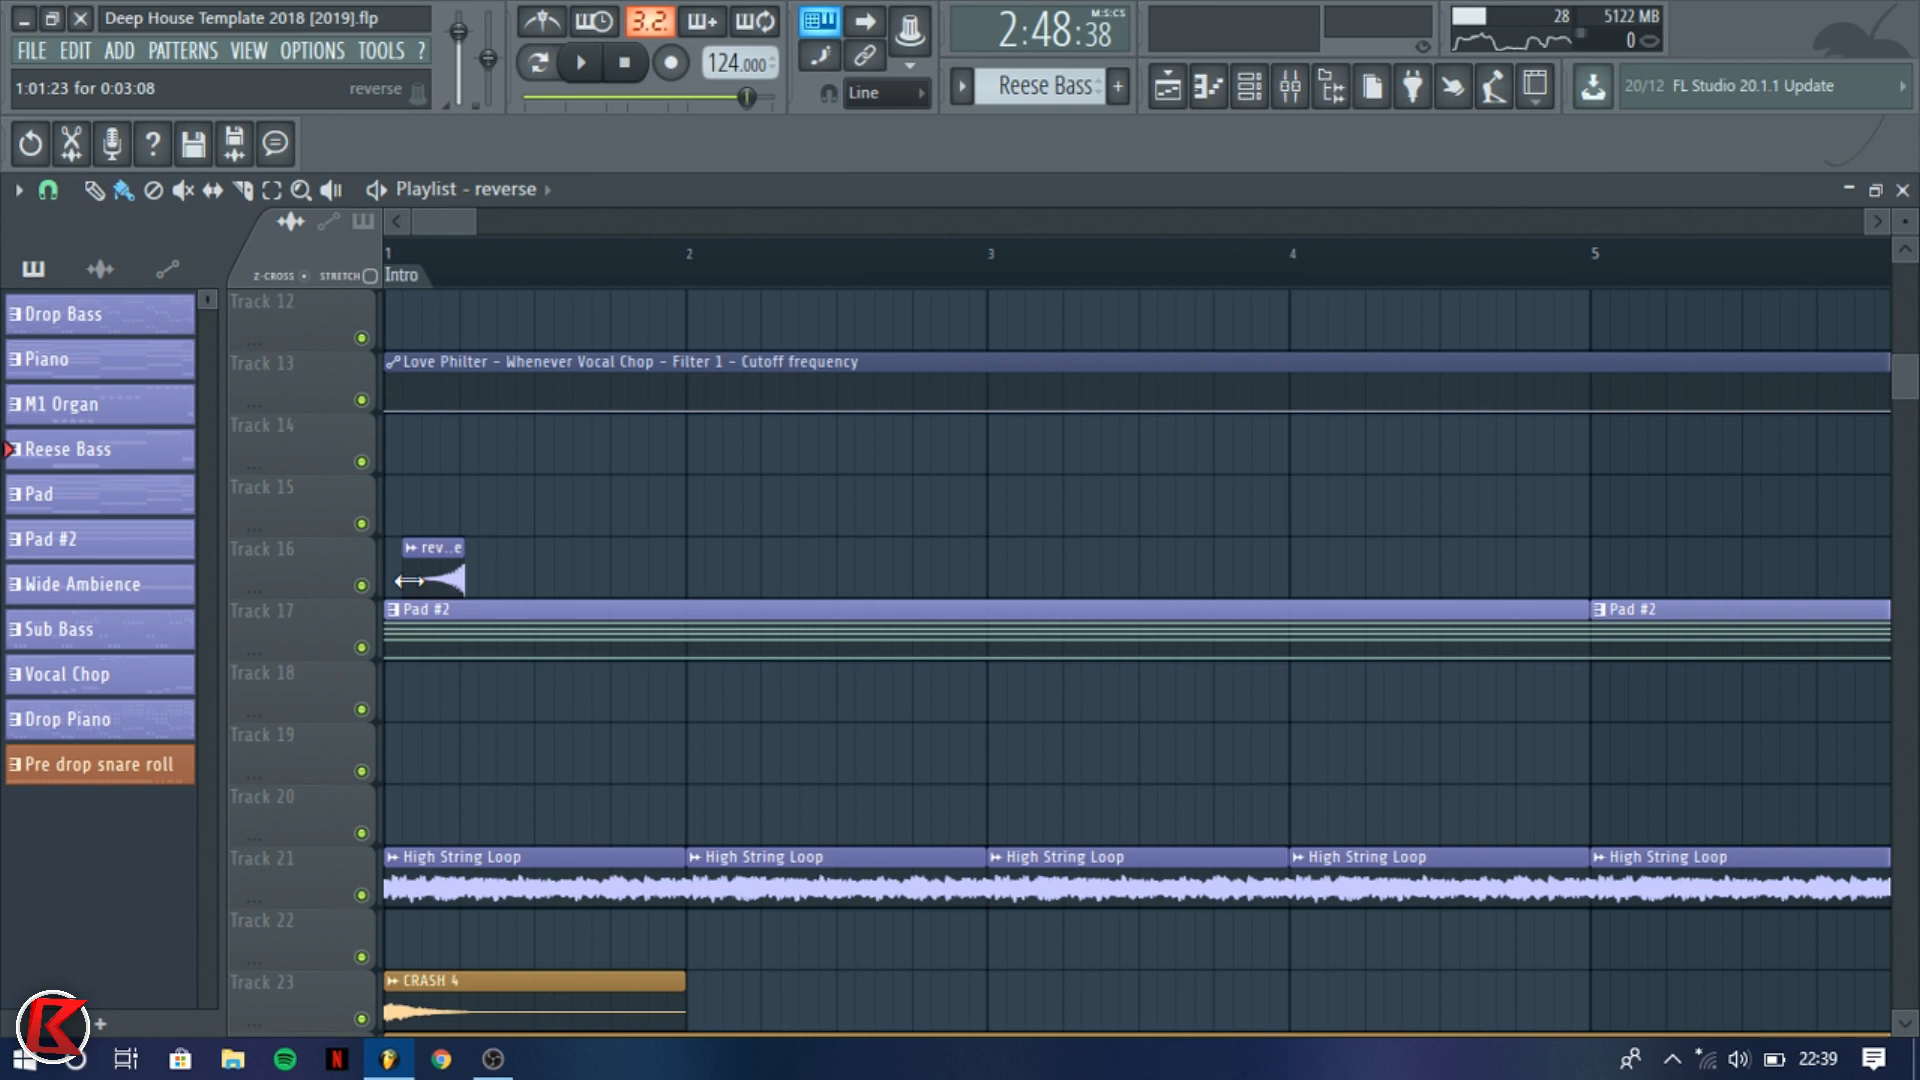 Deep House Template 2018 [2019].flp
FILE EDIT ADD PATTERNS VIEW OPTIONS TOOLS ?
1:01:23 for 0:03:08 reverse
3.2.
124.000
Line
2:48:38 M:S:CS
Reese Bass
28 5122 MB
0
20/12 FL Studio 20.1.1 Update
Playlist - reverse
Z-CROSS STRETCH
1 2 3 4 5
Intro
Drop Bass
Piano
M1 Organ
Reese Bass
Pad
Pad #2
Wide Ambience
Sub Bass
Vocal Chop
Drop Piano
Pre drop snare roll
Track 12
Track 13
Love Philter - Whenever Vocal Chop - Filter 1 - Cutoff frequency
Track 14
Track 15
Track 16
rev..e
Track 17
Pad #2 Pad #2
Track 18
Track 19
Track 20
Track 21
High String Loop High String Loop High String Loop High String Loop High String Loop
Track 22
Track 23
CRASH 4
22:39